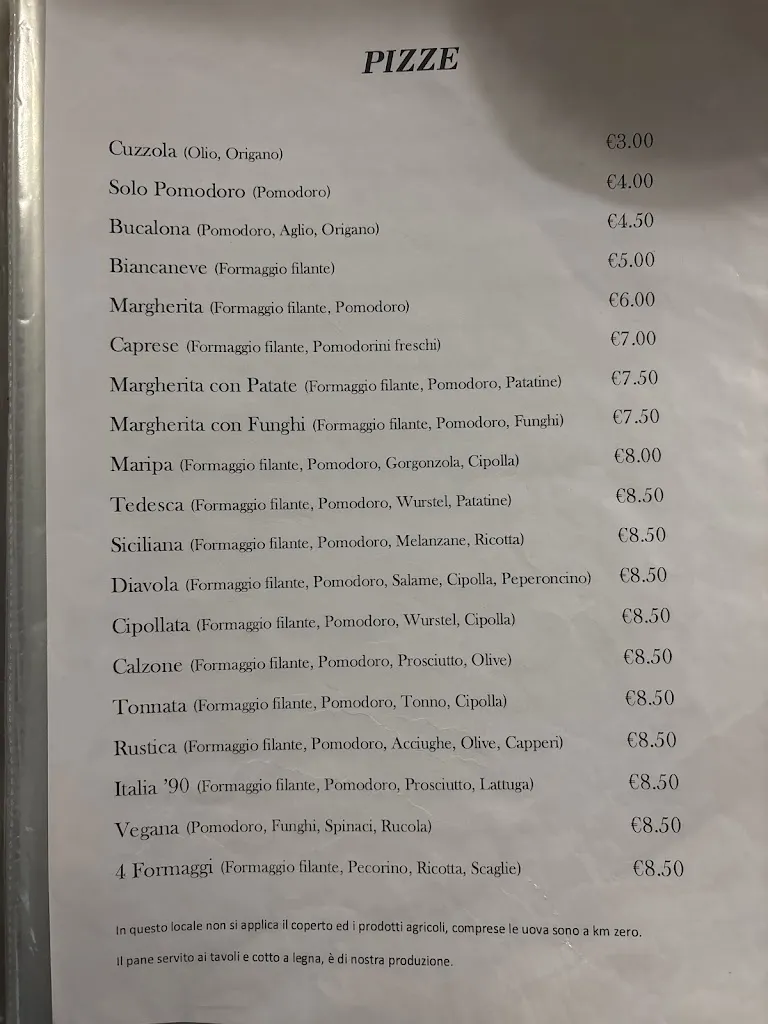 PIZZE
Cuzzola (Olio, Origano) €3.00
Solo Pomodoro (Pomodoro) €4.00
Bucalona (Pomodoro, Aglio, Origano) €4.50
Biancaneve (Formaggio filante) €5.00
Margherita (Formaggio filante, Pomodoro) €6.00
Caprese (Formaggio filante, Pomodorini freschi) €7.00
Margherita con Patate (Formaggio filante, Pomodoro, Patatine) €7.50
Margherita con Funghi (Formaggio filante, Pomodoro, Funghi) €7.50
Maripa (Formaggio filante, Pomodoro, Gorgonzola, Cipolla) €8.00
Tedesca (Formaggio filante, Pomodoro, Wurstel, Patatine) €8.50
Siciliana (Formaggio filante, Pomodoro, Melanzane, Ricotta) €8.50
Diavola (Formaggio filante, Pomodoro, Salame, Cipolla, Peperoncino) €8.50
Cipollata (Formaggio filante, Pomodoro, Wurstel, Cipolla) €8.50
Calzone (Formaggio filante, Pomodoro, Prosciutto, Olive) €8.50
Tonnata (Formaggio filante, Pomodoro, Tonno, Cipolla) €8.50
Rustica (Formaggio filante, Pomodoro, Acciughe, Olive, Capperi) €8.50
Italia ’90 (Formaggio filante, Pomodoro, Prosciutto, Lattuga) €8.50
Vegana (Pomodoro, Funghi, Spinaci, Rucola) €8.50
4 Formaggi (Formaggio filante, Pecorino, Ricotta, Scaglie) €8.50
In questo locale non si applica il coperto ed i prodotti agricoli, comprese le uova sono a km zero.
Il pane servito ai tavoli e cotto a legna, è di nostra produzione.